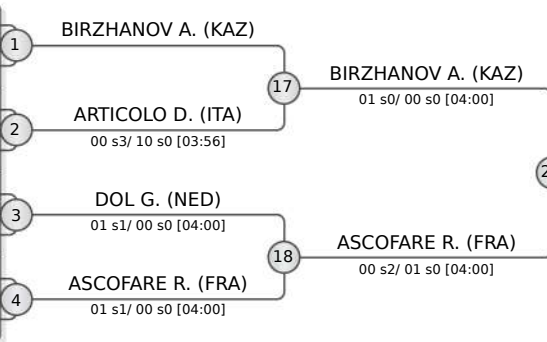 BIRZHANOV A. (KAZ)
1
17
BIRZHANOV A. (KAZ)
01 s0/ 00 s0 [04:00]
ARTICOLO D. (ITA)
2
00 s3/ 10 s0 [03:56]
DOL G. (NED)
3
01 s1/ 00 s0 [04:00]
18
ASCOFARE R. (FRA)
00 s2/ 01 s0 [04:00]
ASCOFARE R. (FRA)
4
01 s1/ 00 s0 [04:00]